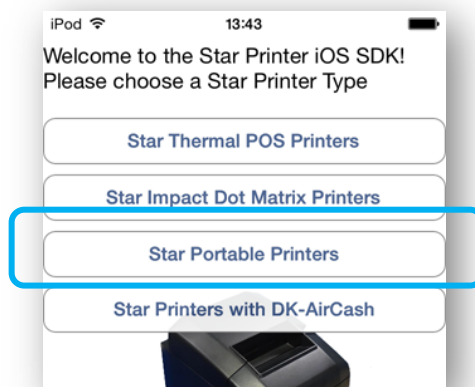 iPod 13:43
Welcome to the Star Printer iOS SDK!
Please choose a Star Printer Type
Star Thermal POS Printers
Star Impact Dot Matrix Printers
Star Portable Printers
Star Printers with DK-AirCash